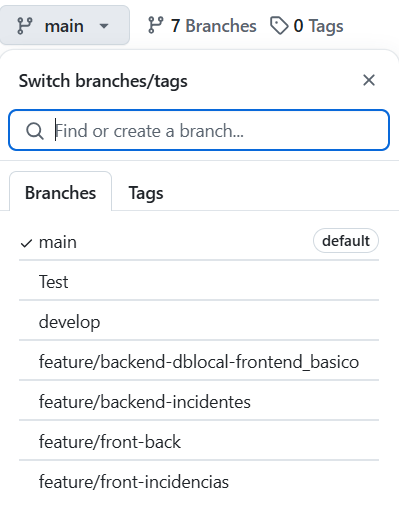 main 7 Branches 0 Tags
Switch branches/tags
Find or create a branch...
Branches Tags
main default
Test
develop
feature/backend-dblocal-frontend_basico
feature/backend-incidentes
feature/front-back
feature/front-incidencias